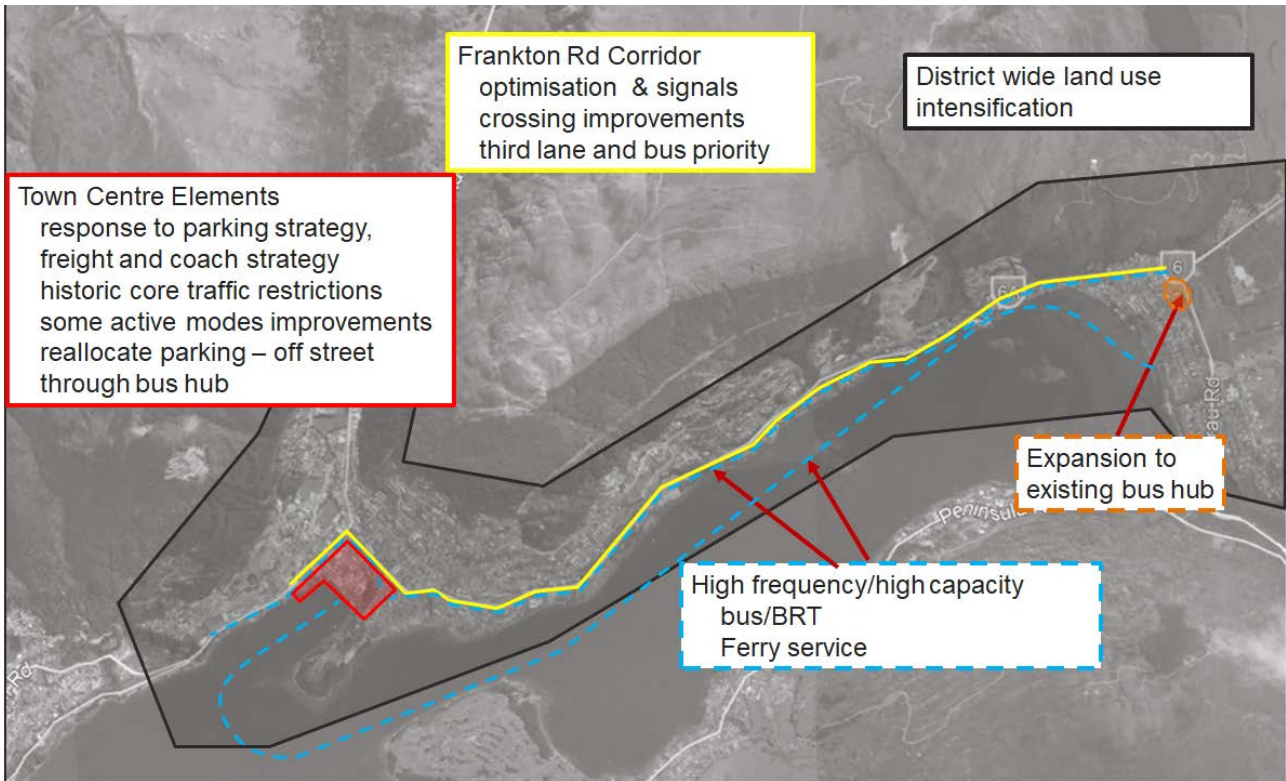 Frankton Rd Corridor
optimisation & signals
crossing improvements
third lane and bus priority
District wide land use
intensification
Town Centre Elements
response to parking strategy,
freight and coach strategy
historic core traffic restrictions
some active modes improvements
reallocate parking – off street
through bus hub
6
6A
Expansion to
existing bus hub
Peninsula
High frequency/high capacity
bus/BRT
Ferry service
Rd